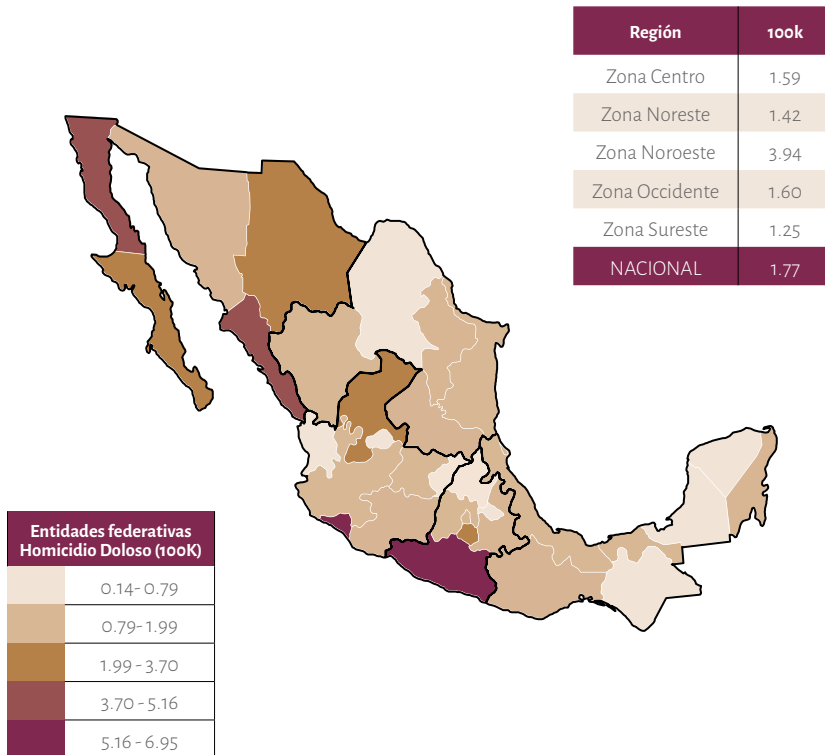 Región 100k
Zona Centro 1.59
Zona Noreste 1.42
Zona Noroeste 3.94
Zona Occidente 1.60
Zona Sureste 1.25
NACIONAL 1.77
Entidades federativas
Homicidio Doloso (100K)
0.14-0.79
0.79-1.99
1.99-3.70
3.70-5.16
5.16-6.95